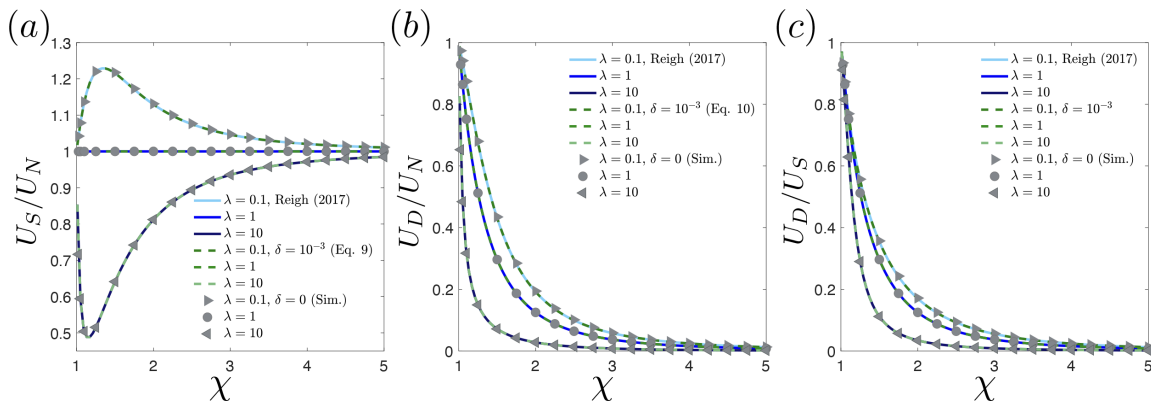 (a)
U_S/U_N
1.3
1.2
1.1
1
0.9
0.8
0.7
0.6
0.5
1 2 3 4 5
χ
λ = 0.1, Reigh (2017)
λ = 1
λ = 10
λ = 0.1, δ = 10⁻³ (Eq. 9)
λ = 1
λ = 10
λ = 0.1, δ = 0 (Sim.)
λ = 1
λ = 10
(b)
U_D/U_N
1
0.8
0.6
0.4
0.2
0
1 2 3 4 5
χ
λ = 0.1, Reigh (2017)
λ = 1
λ = 10
λ = 0.1, δ = 10⁻³ (Eq. 10)
λ = 1
λ = 10
λ = 0.1, δ = 0 (Sim.)
λ = 1
λ = 10
(c)
U_D/U_S
1
0.8
0.6
0.4
0.2
0
1 2 3 4 5
χ
λ = 0.1, Reigh (2017)
λ = 1
λ = 10
λ = 0.1, δ = 10⁻³
λ = 1
λ = 10
λ = 0.1, δ = 0 (Sim.)
λ = 1
λ = 10